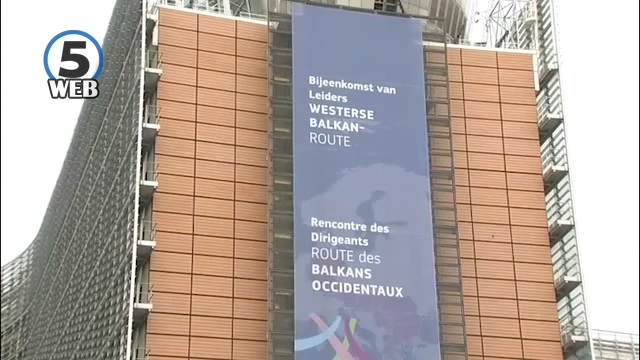 5
WEB
Bijeenkomst van
Leiders
WESTERSE
BALKAN-
ROUTE
Rencontre des
Dirigeants
ROUTE des
BALKANS
OCCIDENTAUX